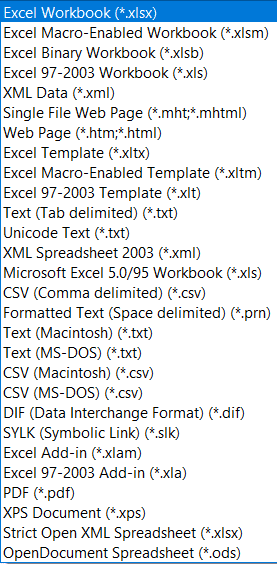 Excel Workbook (*.xlsx)
Excel Macro-Enabled Workbook (*.xlsm)
Excel Binary Workbook (*.xlsb)
Excel 97-2003 Workbook (*.xls)
XML Data (*.xml)
Single File Web Page (*.mht;*.mhtml)
Web Page (*.htm;*.html)
Excel Template (*.xltx)
Excel Macro-Enabled Template (*.xltm)
Excel 97-2003 Template (*.xlt)
Text (Tab delimited) (*.txt)
Unicode Text (*.txt)
XML Spreadsheet 2003 (*.xml)
Microsoft Excel 5.0/95 Workbook (*.xls)
CSV (Comma delimited) (*.csv)
Formatted Text (Space delimited) (*.prn)
Text (Macintosh) (*.txt)
Text (MS-DOS) (*.txt)
CSV (Macintosh) (*.csv)
CSV (MS-DOS) (*.csv)
DIF (Data Interchange Format) (*.dif)
SYLK (Symbolic Link) (*.slk)
Excel Add-in (*.xlam)
Excel 97-2003 Add-in (*.xla)
PDF (*.pdf)
XPS Document (*.xps)
Strict Open XML Spreadsheet (*.xlsx)
OpenDocument Spreadsheet (*.ods)